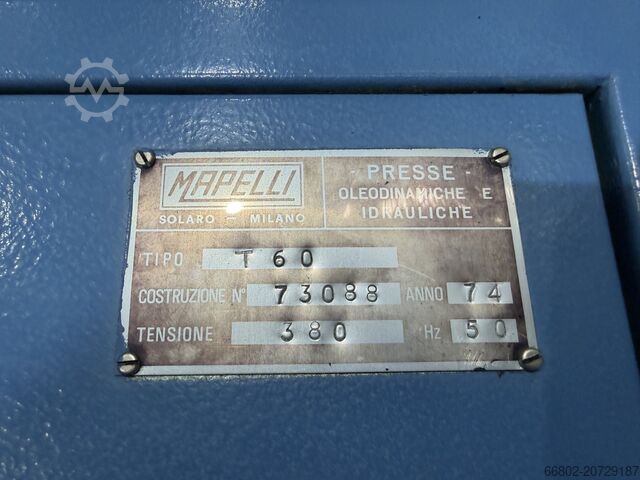 MAPELLI
SOLARO - MILANO
PRESSE
OLEODINAMICHE E
IDRAULICHE
TIPO T 60
COSTRUZIONE N° 73088 ANNO 74
TENSIONE 380 Hz 50
66802-20729187